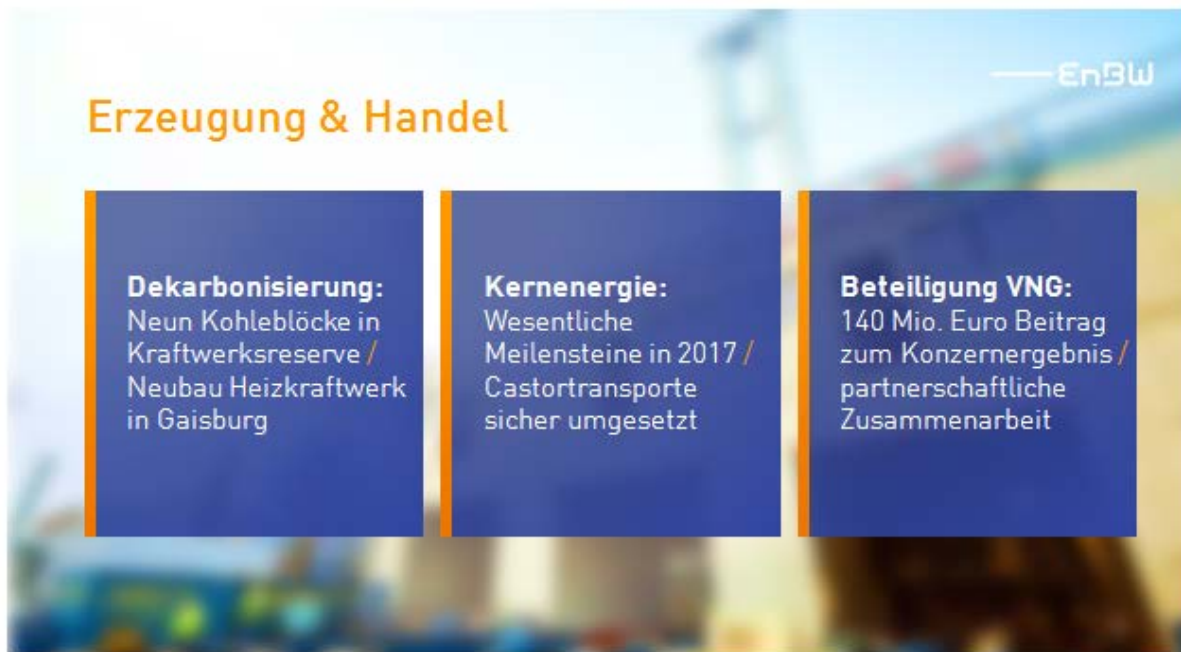 EnBW
Erzeugung & Handel
Dekarbonisierung:
Neun Kohleblöcke in
Kraftwerksreserve /
Neubau Heizkraftwerk
in Gaisburg
Kernenergie:
Wesentliche
Meilensteine in 2017 /
Castortransporte
sicher umgesetzt
Beteiligung VNG:
140 Mio. Euro Beitrag
zum Konzernergebnis /
partnerschaftliche
Zusammenarbeit